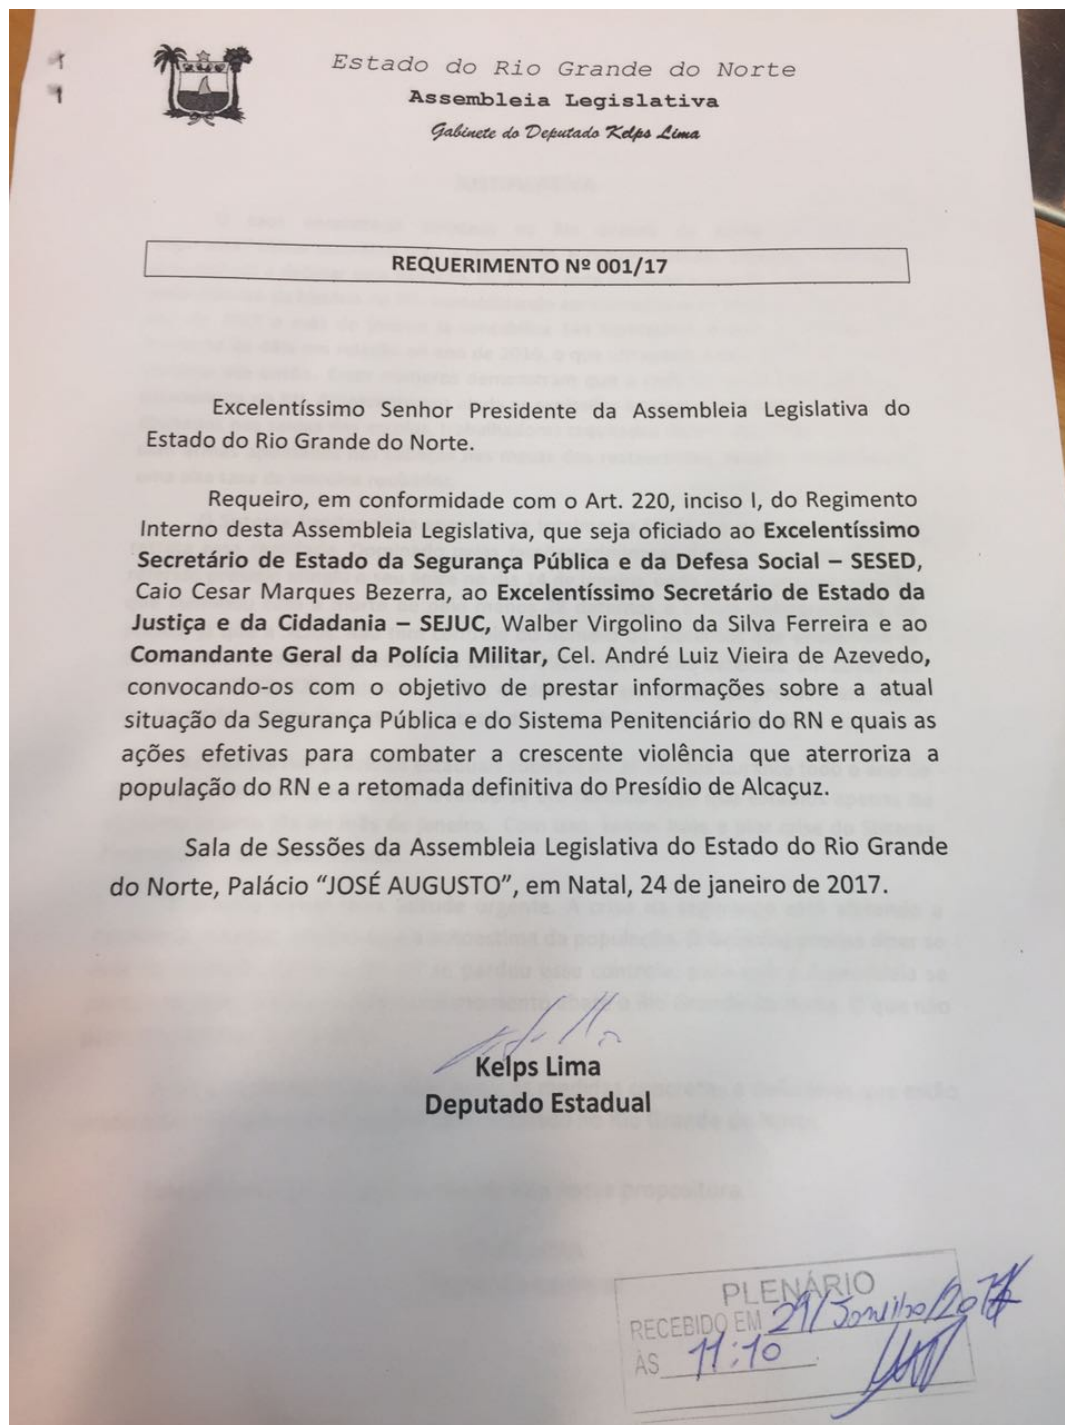 Estado do Rio Grande do Norte
Assembleia Legislativa
Gabinete do Deputado Kelps Lima
REQUERIMENTO Nº 001/17
Excelentíssimo Senhor Presidente da Assembleia Legislativa do
Estado do Rio Grande do Norte.
Requeiro, em conformidade com o Art. 220, inciso I, do Regimento
Interno desta Assembleia Legislativa, que seja oficiado ao Excelentíssimo
Secretário de Estado da Segurança Pública e da Defesa Social – SESED,
Caio Cesar Marques Bezerra, ao Excelentíssimo Secretário de Estado da
Justiça e da Cidadania – SEJUC, Walber Virgolino da Silva Ferreira e ao
Comandante Geral da Polícia Militar, Cel. André Luiz Vieira de Azevedo,
convocando-os com o objetivo de prestar informações sobre a atual
situação da Segurança Pública e do Sistema Penitenciário do RN e quais as
ações efetivas para combater a crescente violência que aterroriza a
população do RN e a retomada definitiva do Presídio de Alcaçuz.
Sala de Sessões da Assembleia Legislativa do Estado do Rio Grande
do Norte, Palácio “JOSÉ AUGUSTO”, em Natal, 24 de janeiro de 2017.
Kelps Lima
Deputado Estadual
PLENÁRIO
RECEBIDO EM
ÀS 11:10